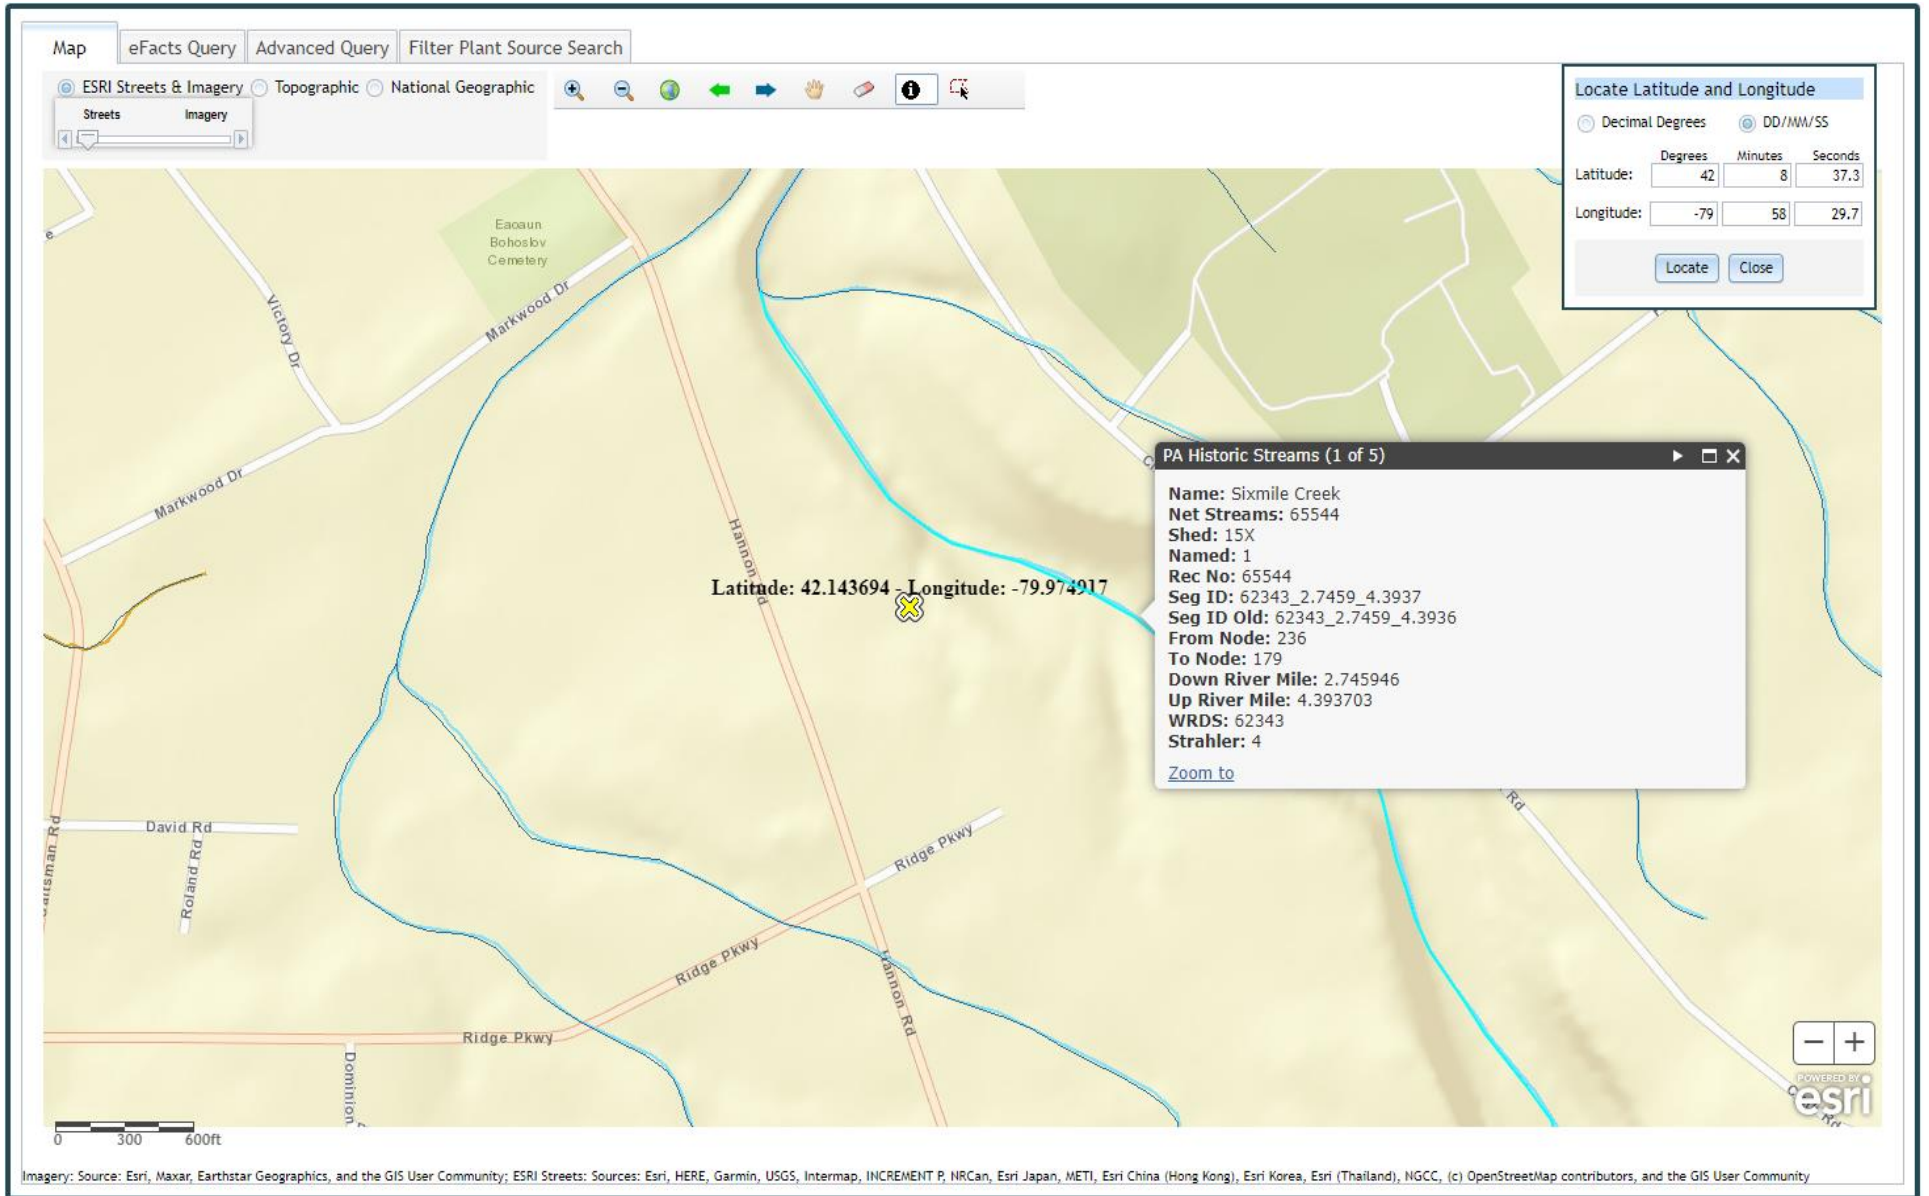 Map
eFacts Query
Advanced Query
Filter Plant Source Search
ESRI Streets & Imagery
Topographic
National Geographic
Streets
Imagery
Locate Latitude and Longitude
Decimal Degrees
DD/MM/SS
Degrees Minutes Seconds
Latitude: 42 8 37.3
Longitude: -79 58 29.7
Locate
Close
e
Eaoaun
Bohoslov
Cemetery
Markwood Dr
Victory Dr
Markwood Dr
Hannon Rd
Latitude: 42.143694 - Longitude: -79.974917
PA Historic Streams (1 of 5)
Name: Sixmile Creek
Net Streams: 65544
Shed: 15X
Named: 1
Rec No: 65544
Seg ID: 62343_2.7459_4.3937
Seg ID Old: 62343_2.7459_4.3936
From Node: 236
To Node: 179
Down River Mile: 2.745946
Up River Mile: 4.393703
WRDS: 62343
Strahler: 4
Zoom to
Rd
David Rd
Roland Rd
Ridge Pkwy
Ridge Pkwy
Hannon Rd
Ridge Pkwy
Dominion
− +
POWERED BY
esri
Rd
0 300 600ft
Imagery: Source: Esri, Maxar, Earthstar Geographics, and the GIS User Community; ESRI Streets: Sources: Esri, HERE, Garmin, USGS, Intermap, INCREMENT P, NRCan, Esri Japan, METI, Esri China (Hong Kong), Esri Korea, Esri (Thailand), NGCC, (c) OpenStreetMap contributors, and the GIS User Community